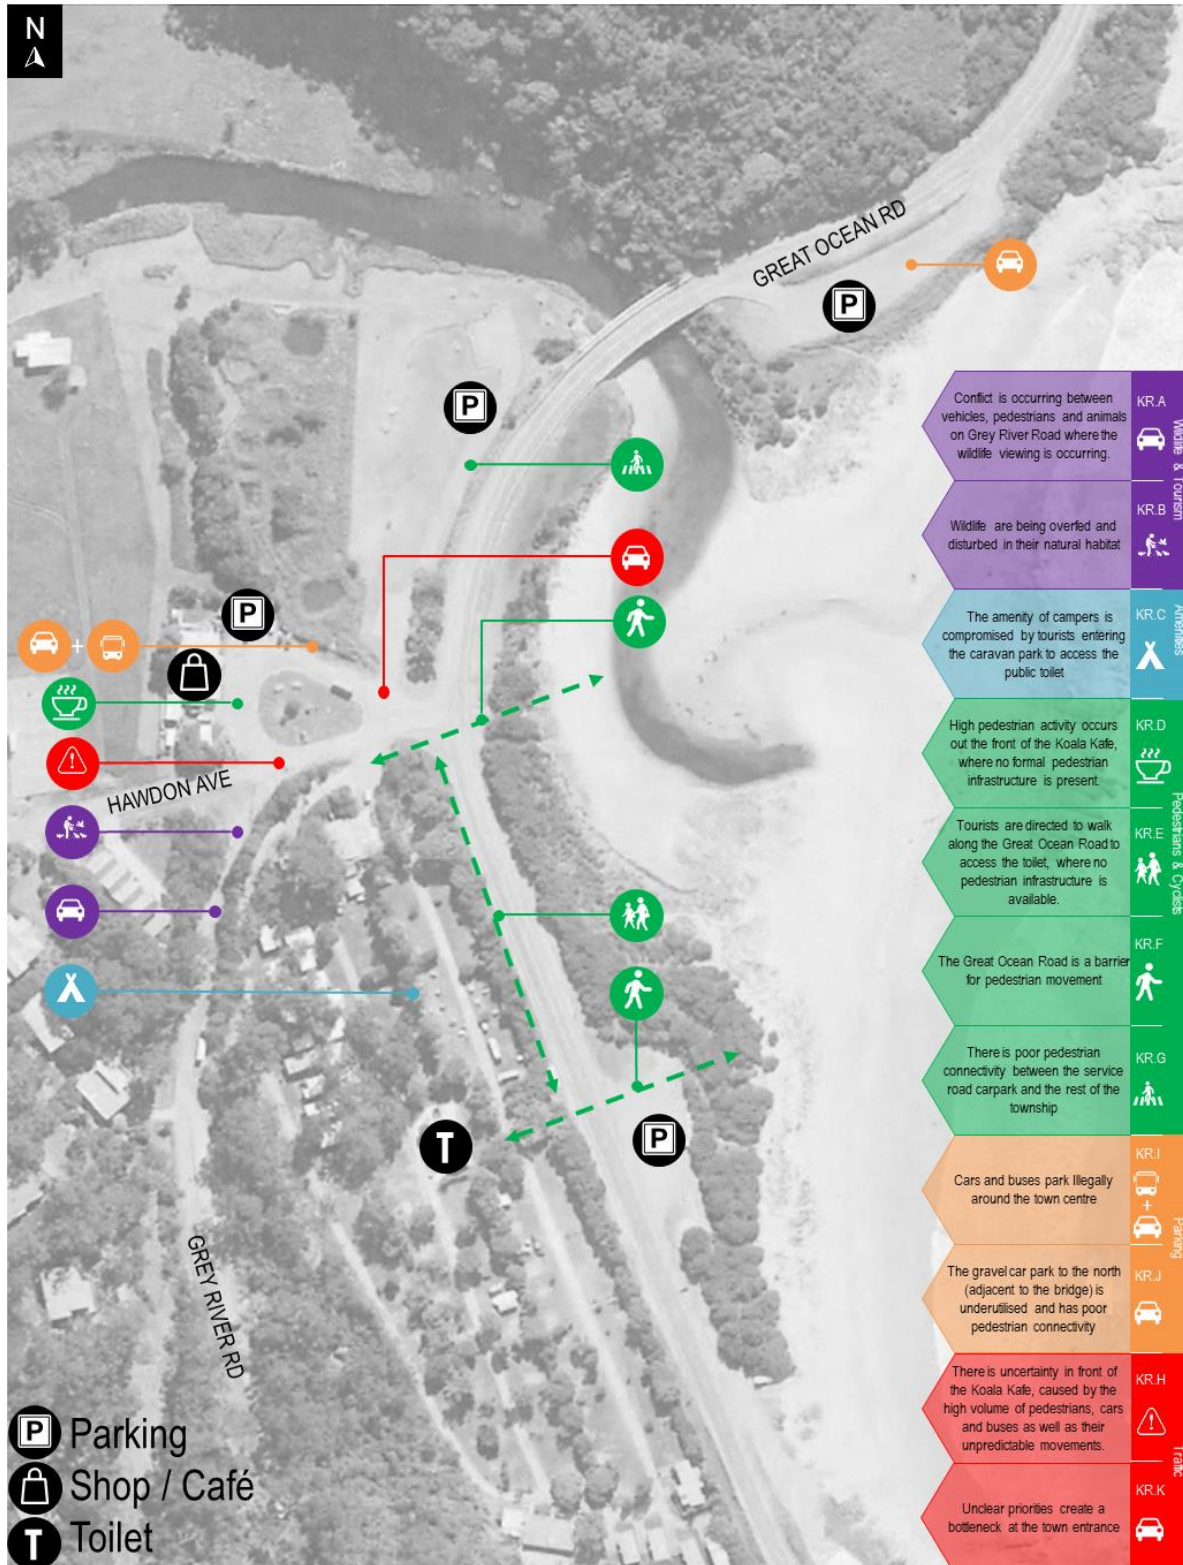 N
GREAT OCEAN RD
P
P
P
HAWDON AVE
+
T
P
GREY RIVER RD
P Parking
Shop / Café
T Toilet
Conflict is occurring between
vehicles, pedestrians and animals
on Grey River Road where the
wildlife viewing is occurring.
KR.A
Wildlife are being overfed and
disturbed in their natural habitat
KR.B
Wildlife & Tourism
The amenity of campers is
compromised by tourists entering
the caravan park to access the
public toilet
KR.C
Amenities
High pedestrian activity occurs
out the front of the Koala Kafe,
where no formal pedestrian
infrastructure is present.
KR.D
Tourists are directed to walk
along the Great Ocean Road to
access the toilet, where no
pedestrian infrastructure is
available.
KR.E
The Great Ocean Road is a barrier
for pedestrian movement
KR.F
There is poor pedestrian
connectivity between the service
road carpark and the rest of the
township
KR.G
Pedestrians & Cyclists
Cars and buses park Illegally
around the town centre
KR.I
+
The gravel car park to the north
(adjacent to the bridge) is
underutilised and has poor
pedestrian connectivity
KR.J
Parking
There is uncertainty in front of
the Koala Kafe, caused by the
high volume of pedestrians, cars
and buses as well as their
unpredictable movements.
KR.H
Unclear priorities create a
bottleneck at the town entrance
KR.K
Traffic